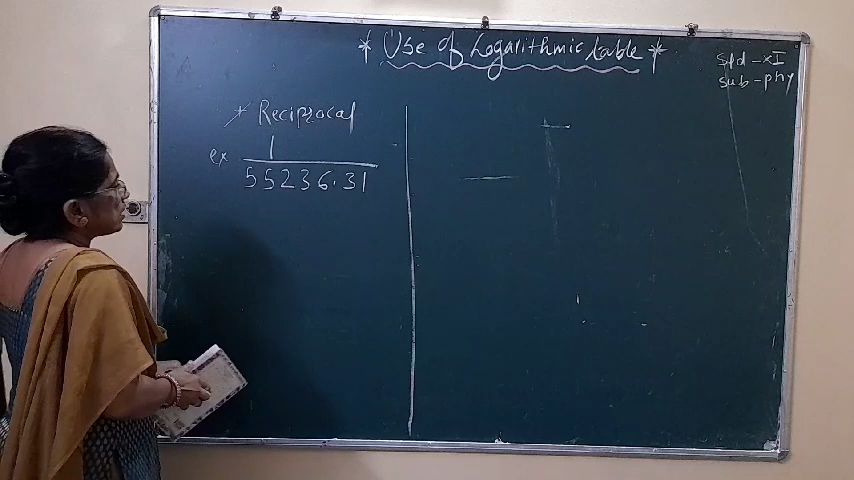 * Use of Logarithmic table *
Std - XI
Sub - phy
* Reciprocal
ex 1
55236.31